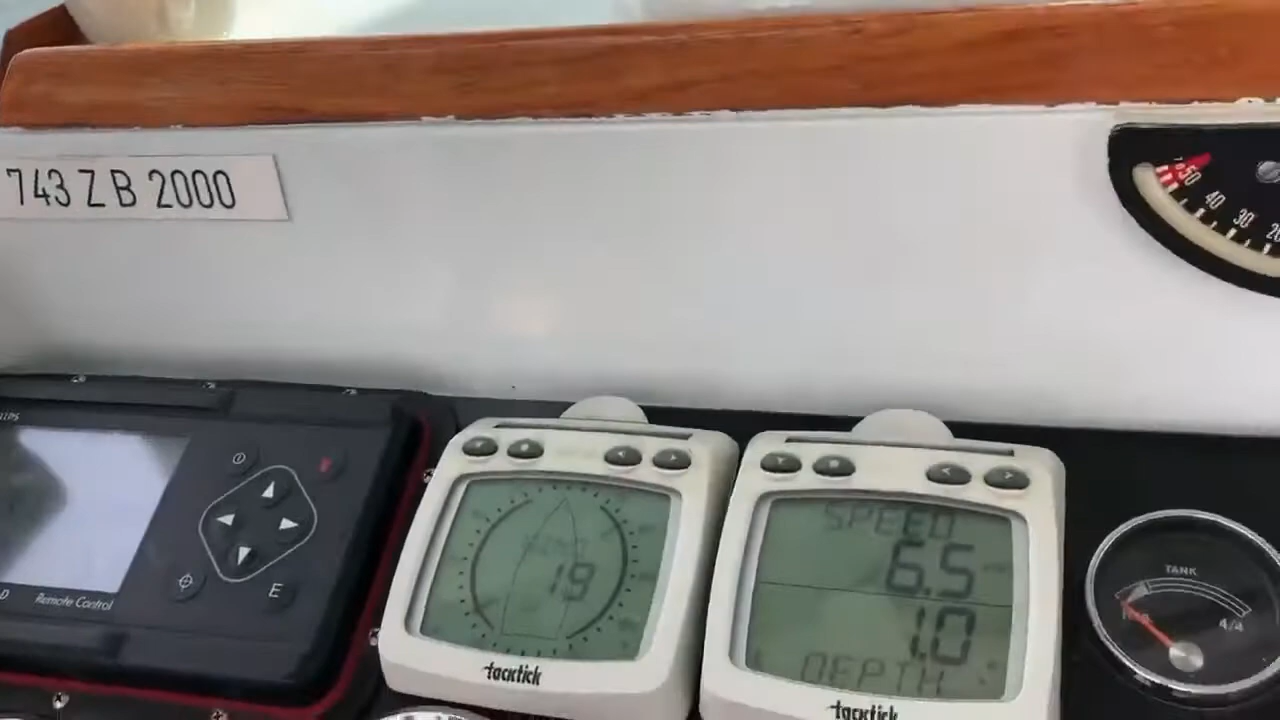 743 Z B 2000
50 40 30
Remote Control
E
19
tacktick
SPEED
6.5
1.0
DEPTH
tacktick
TANK
4/4